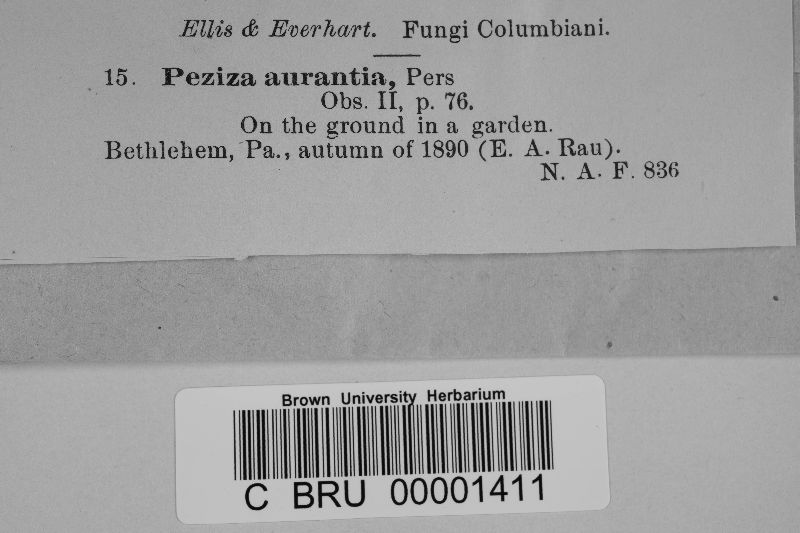 Ellis & Everhart. Fungi Columbiani.
15. Peziza aurantia, Pers
Obs. II, p. 76.
On the ground in a garden.
Bethlehem, Pa., autumn of 1890 (E. A. Rau).
N. A. F. 836
Brown University Herbarium
C BRU 00001411